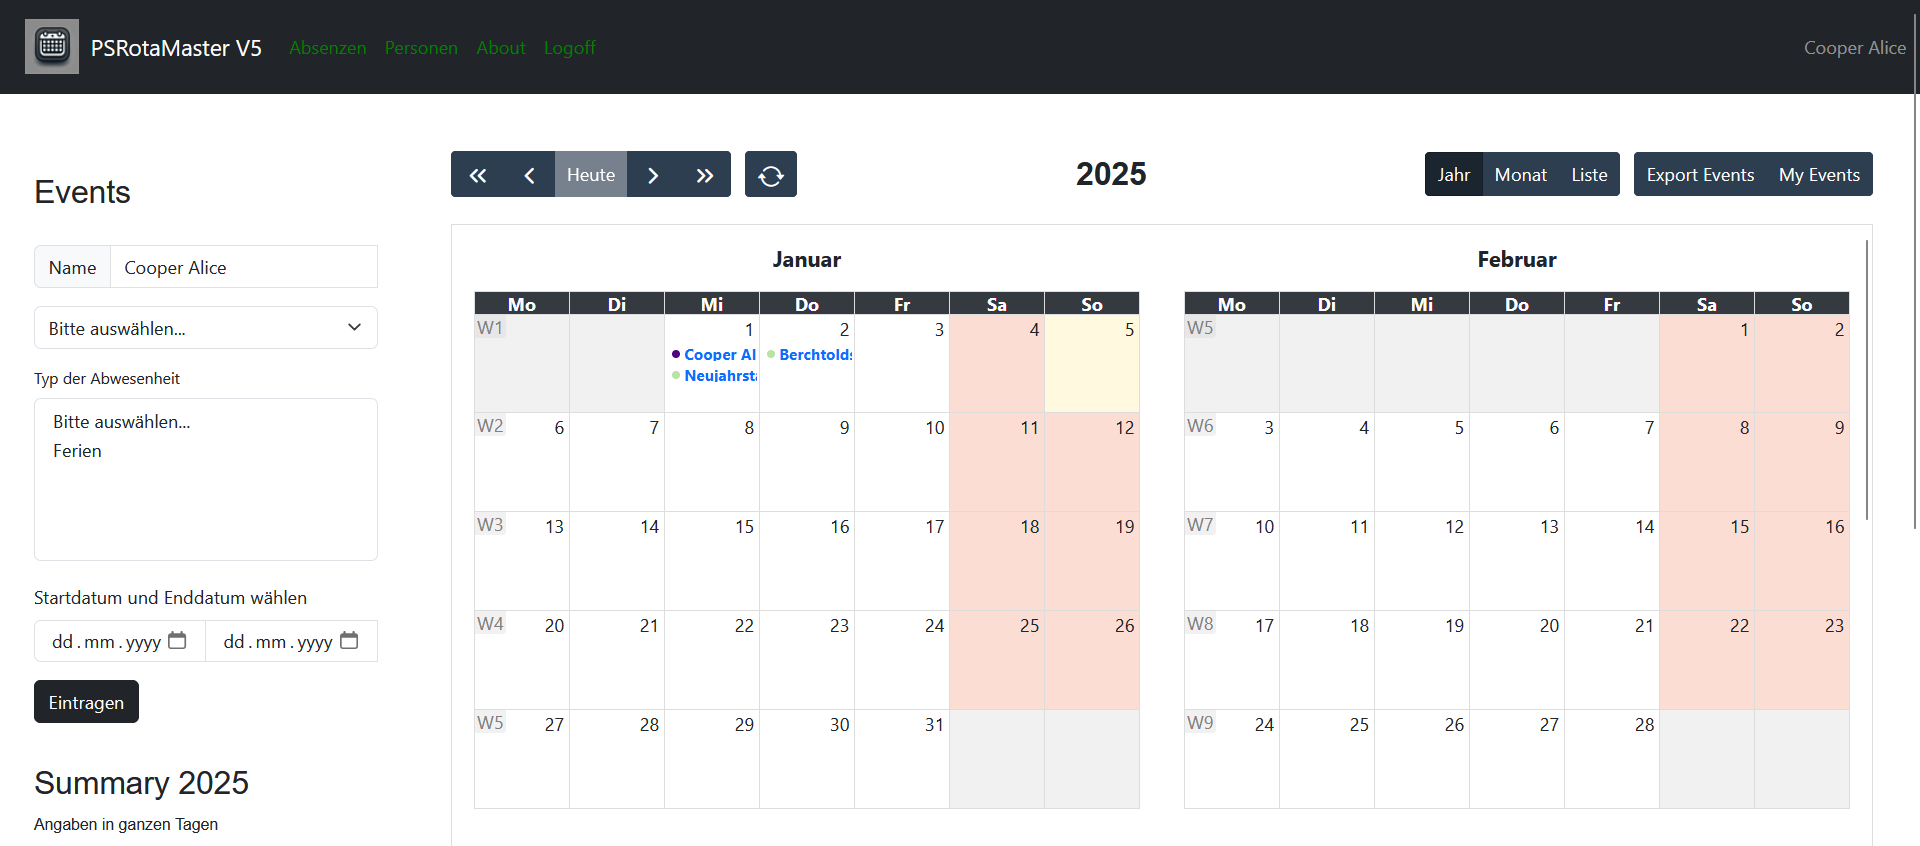 PSRotaMaster V5 Absenzen Personen About Logoff Cooper Alice
Events
Name Cooper Alice
Bitte auswählen...
Typ der Abwesenheit
Bitte auswählen...
Ferien
Startdatum und Enddatum wählen
dd.mm.yyyy dd.mm.yyyy
Eintragen
Summary 2025
Angaben in ganzen Tagen
Heute 2025 Jahr Monat Liste Export Events My Events
Januar
Mo Di Mi Do Fr Sa So
W1 1 2 3 4 5
Cooper Al
Neujahrst
Berchtolds
W2 6 7 8 9 10 11 12
W3 13 14 15 16 17 18 19
W4 20 21 22 23 24 25 26
W5 27 28 29 30 31
Februar
Mo Di Mi Do Fr Sa So
W5 1 2
W6 3 4 5 6 7 8 9
W7 10 11 12 13 14 15 16
W8 17 18 19 20 21 22 23
W9 24 25 26 27 28